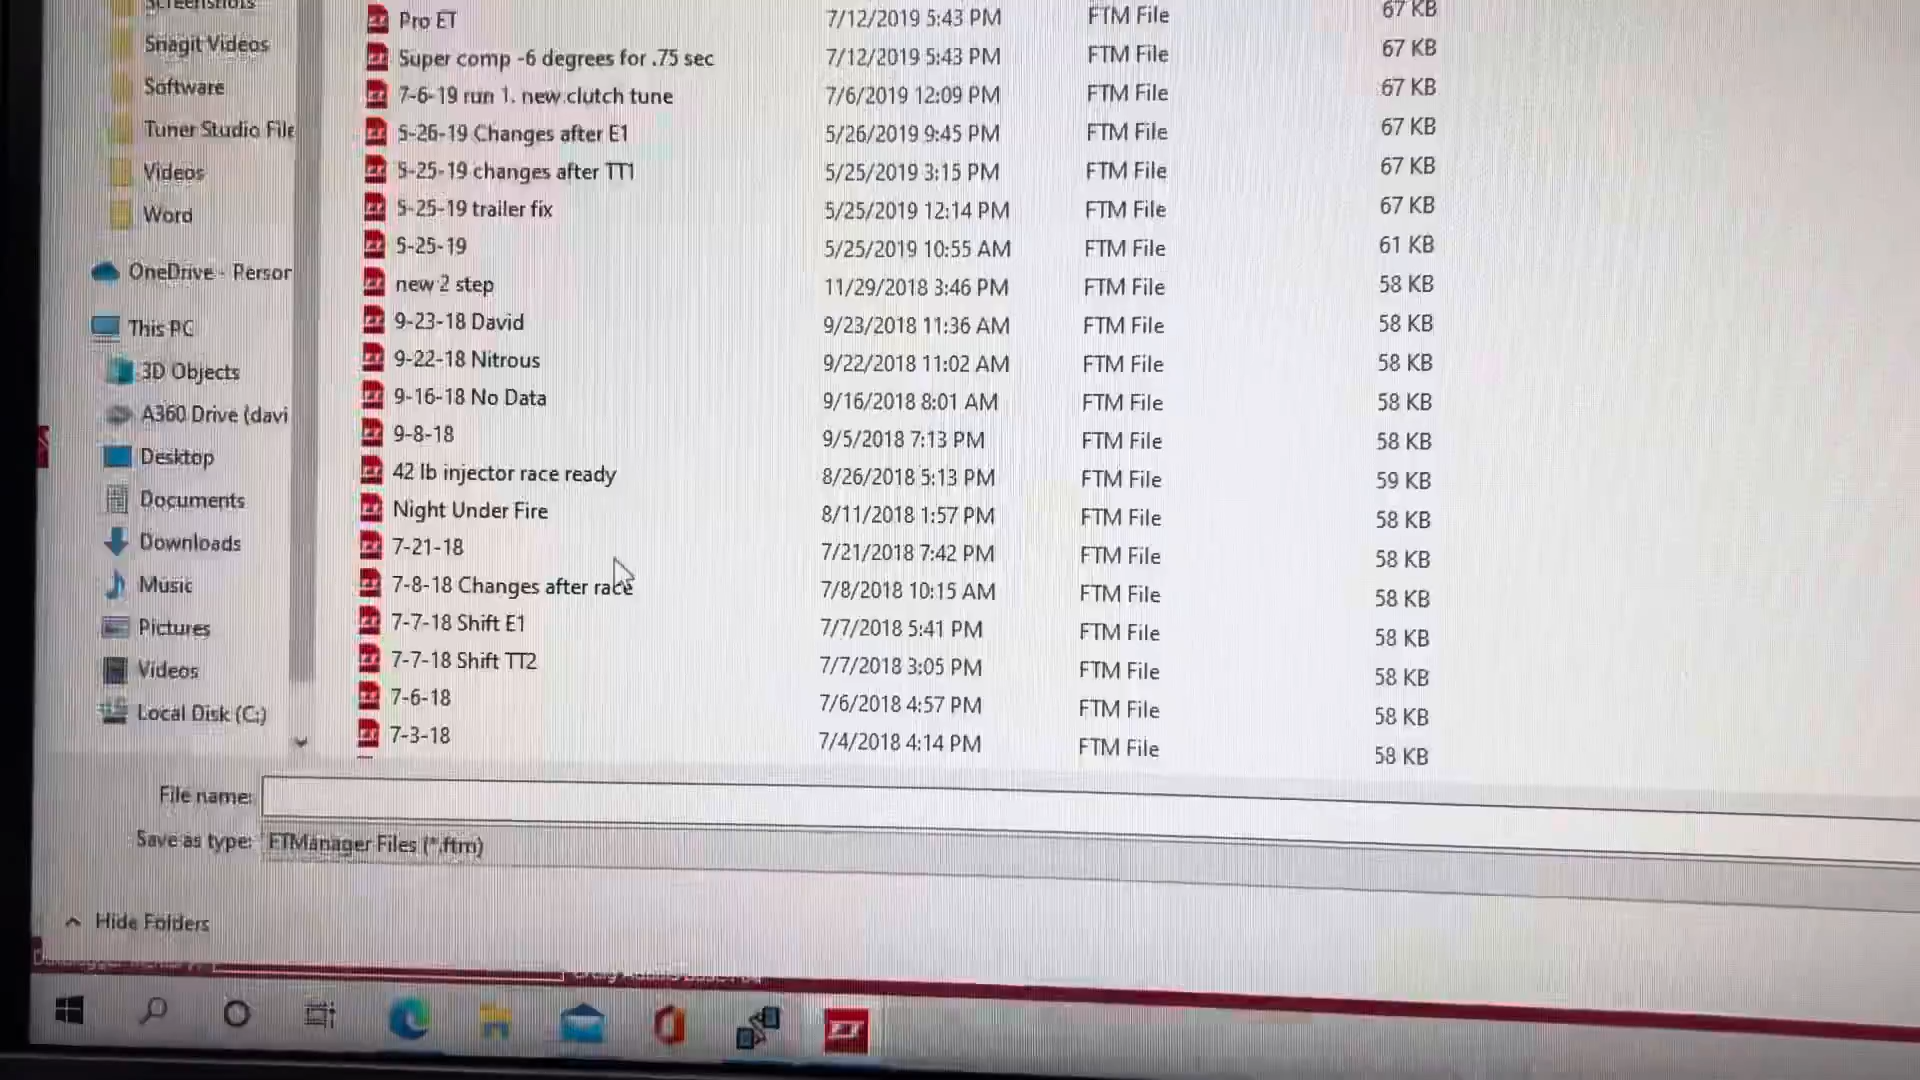 Screenshots
Snagit Videos
Software
Tuner Studio File
Videos
Word
OneDrive - Person
This PC
3D Objects
A360 Drive (davi
Desktop
Documents
Downloads
Music
Pictures
Videos
Local Disk (C:)
Pro ET 7/12/2019 5:43 PM FTM File 67 KB
Super comp -6 degrees for .75 sec 7/12/2019 5:43 PM FTM File 67 KB
7-6-19 run 1. new clutch tune 7/6/2019 12:09 PM FTM File 67 KB
5-26-19 Changes after E1 5/26/2019 9:45 PM FTM File 67 KB
5-25-19 changes after TT1 5/25/2019 3:15 PM FTM File 67 KB
5-25-19 trailer fix 5/25/2019 12:14 PM FTM File 67 KB
5-25-19 5/25/2019 10:55 AM FTM File 61 KB
new 2 step 11/29/2018 3:46 PM FTM File 58 KB
9-23-18 David 9/23/2018 11:36 AM FTM File 58 KB
9-22-18 Nitrous 9/22/2018 11:02 AM FTM File 58 KB
9-16-18 No Data 9/16/2018 8:01 AM FTM File 58 KB
9-8-18 9/5/2018 7:13 PM FTM File 58 KB
42 lb injector race ready 8/26/2018 5:13 PM FTM File 59 KB
Night Under Fire 8/11/2018 1:57 PM FTM File 58 KB
7-21-18 7/21/2018 7:42 PM FTM File 58 KB
7-8-18 Changes after race 7/8/2018 10:15 AM FTM File 58 KB
7-7-18 Shift E1 7/7/2018 5:41 PM FTM File 58 KB
7-7-18 Shift TT2 7/7/2018 3:05 PM FTM File 58 KB
7-6-18 7/6/2018 4:57 PM FTM File 58 KB
7-3-18 7/4/2018 4:14 PM FTM File 58 KB
File name:
Save as type: FTManager Files (*.ftm)
Hide Folders